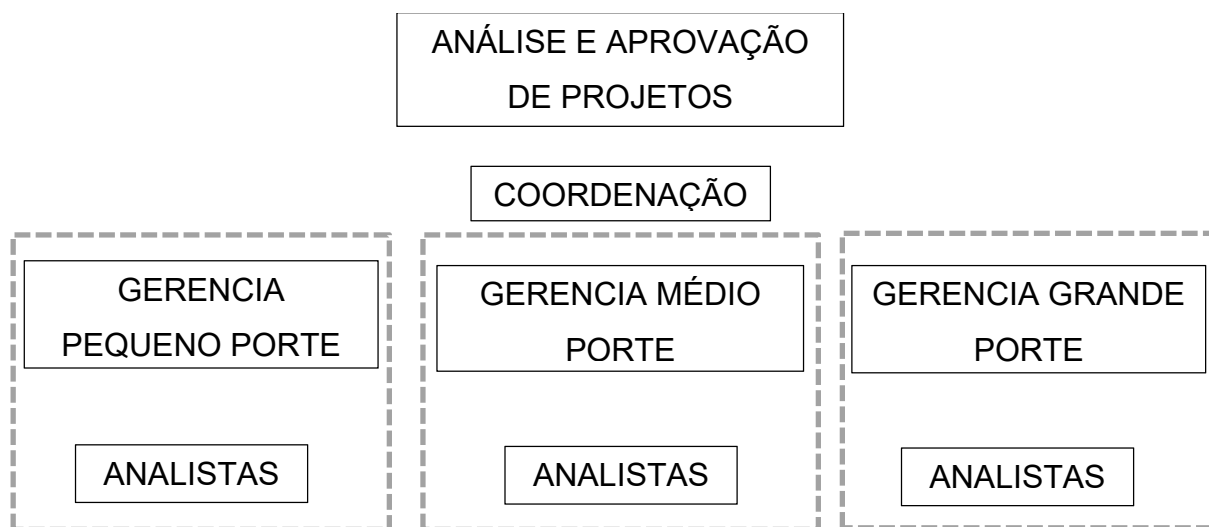 ANÁLISE E APROVAÇÃO
DE PROJETOS
COORDENAÇÃO
GERENCIA
PEQUENO PORTE
GERENCIA MÉDIO
PORTE
GERENCIA GRANDE
PORTE
ANALISTAS
ANALISTAS
ANALISTAS